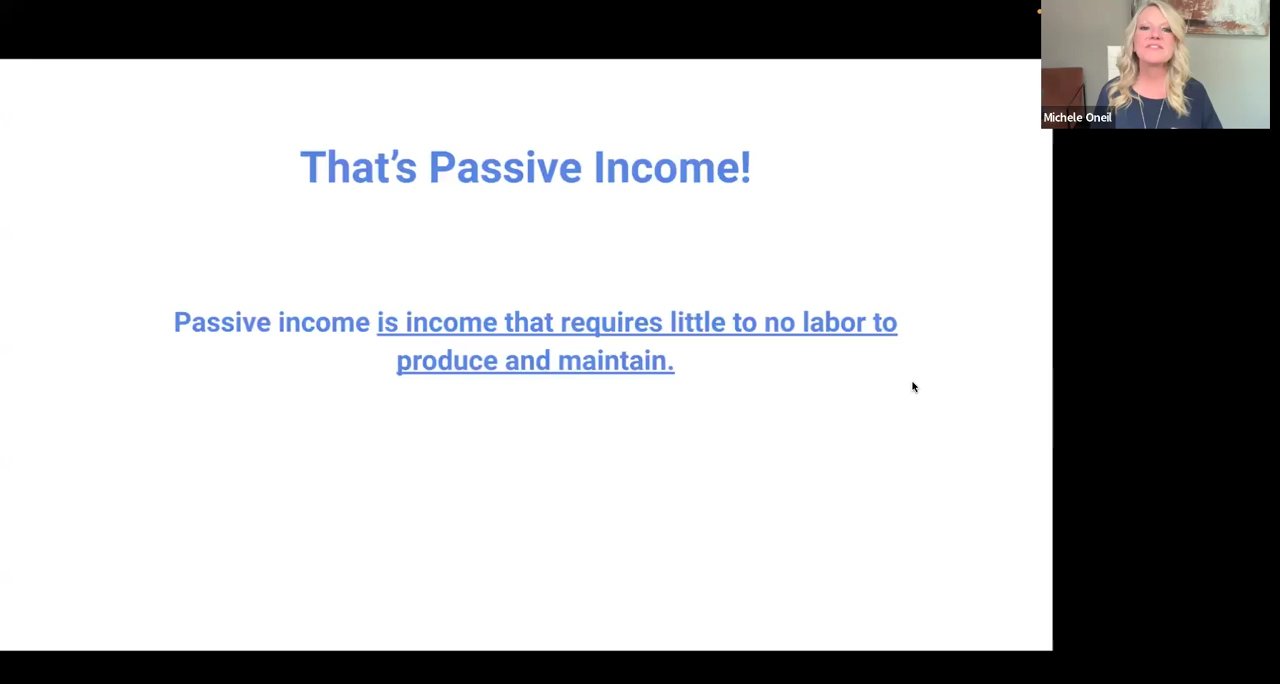 That's Passive Income!
Passive income is income that requires little to no labor to
produce and maintain.
Michele Oneil